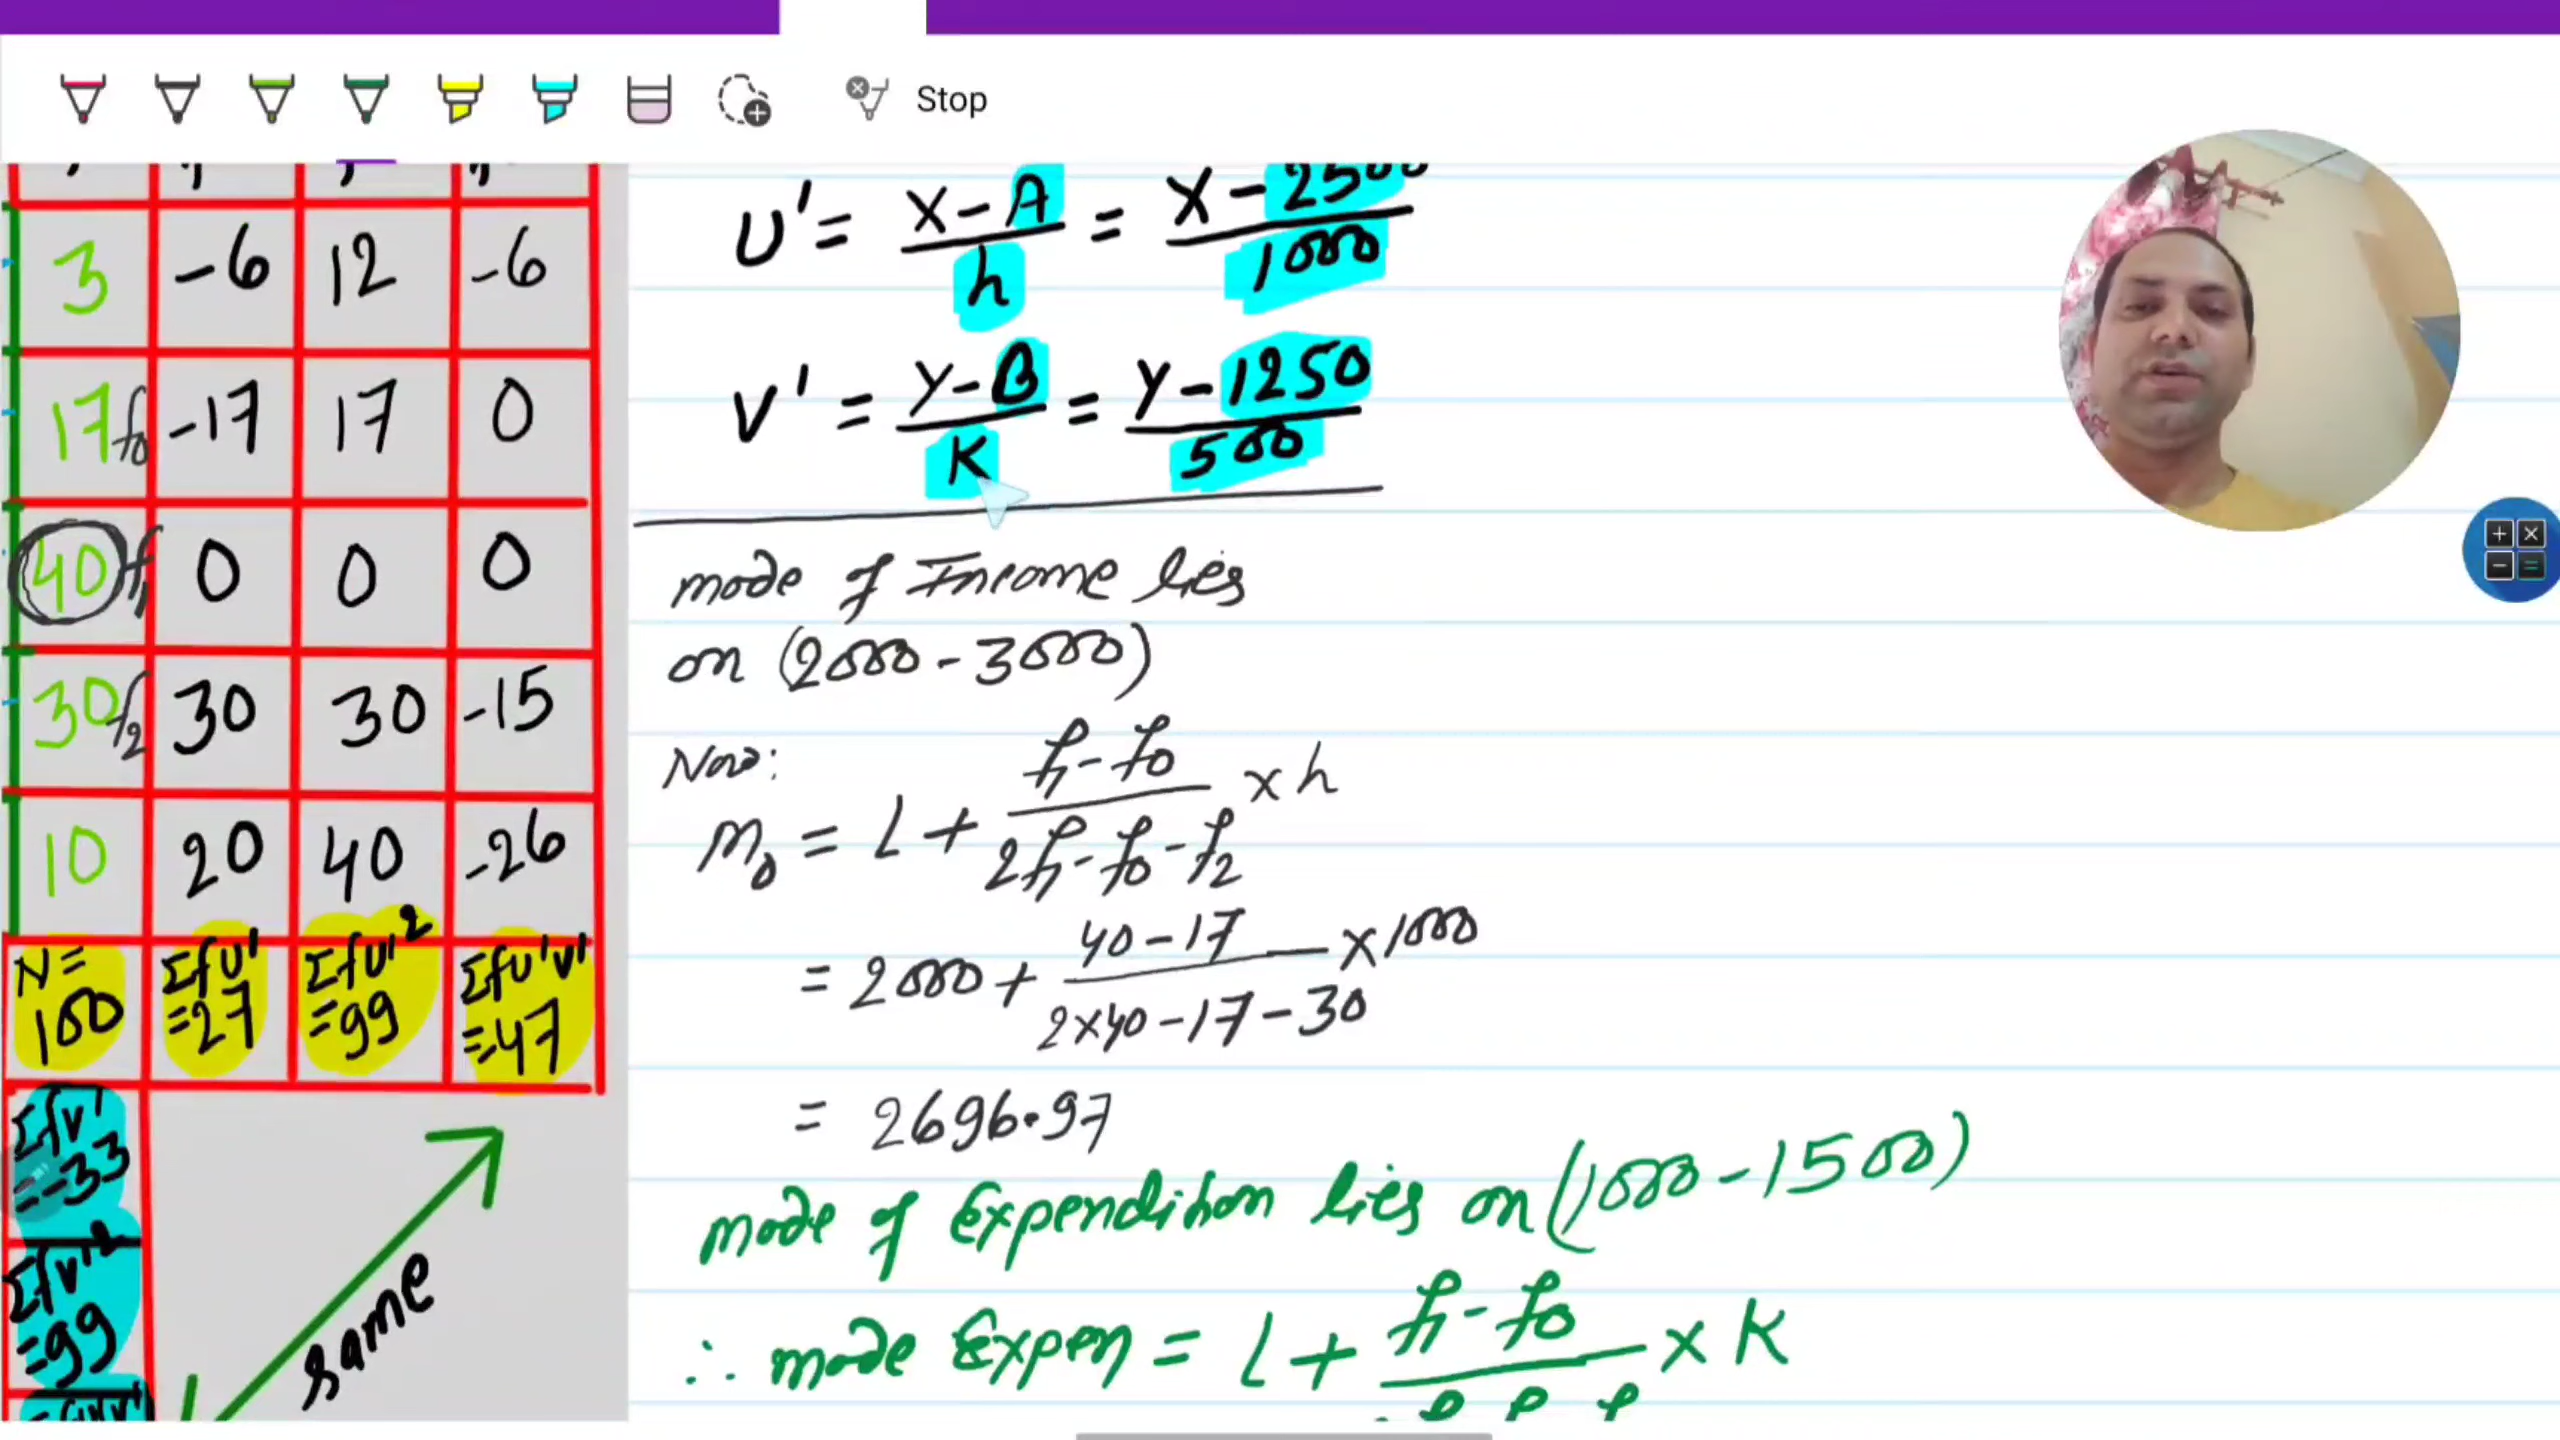 Stop
3 -6 12 -6
17 f0 -17 17 0
40 f1 0 0 0
30 f2 30 30 -15
10 20 40 -26
N= 100 Σfu' =27 Σfu'² =99 Σfu'v' =47
Σfv' =-33
Σfv'² =99
same
U' = X-A / h = X-2500 / 1000
V' = Y-B / K = Y-1250 / 500
mode of Income lies
on (2000-3000)
Now:
M0 = L + f1-f0 / 2f1-f0-f2 × h
= 2000 + 40-17 / 2×40-17-30 ×1000
= 2696.97
mode of Expendition lies on (1000-1500)
∴ mode Expen = L + f1-f0 / × K